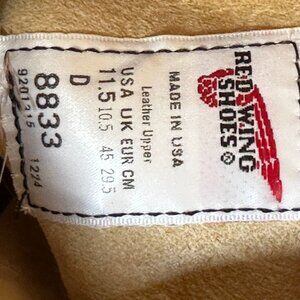 RED WING
SHOES®
MADE IN USA
Leather Upper
USA UK EUR CM
11.5 10.5 45 29.5
D
8833
9201215 1224